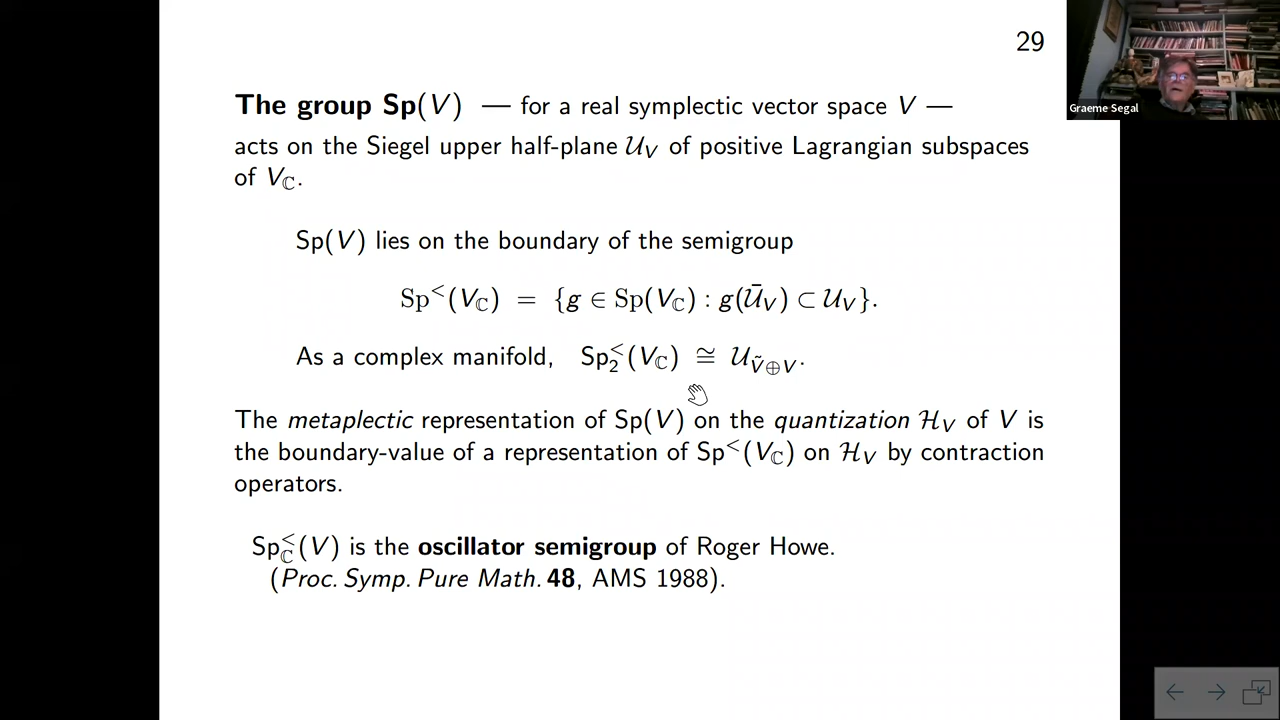 29
Graeme Segal
The group Sp(V) — for a real symplectic vector space V —
acts on the Siegel upper half-plane 𝒰_V of positive Lagrangian subspaces
of V_ℂ.
Sp(V) lies on the boundary of the semigroup
Sp^<(V_ℂ) = {g ∈ Sp(V_ℂ) : g(𝒰̄_V) ⊂ 𝒰_V}.
As a complex manifold, Sp_2^<(V_ℂ) ≅ 𝒰_{Ṽ⊕V}.
The metaplectic representation of Sp(V) on the quantization ℋ_V of V is
the boundary-value of a representation of Sp^<(V_ℂ) on ℋ_V by contraction
operators.
Sp_ℂ^<(V) is the oscillator semigroup of Roger Howe.
(Proc. Symp. Pure Math. 48, AMS 1988).